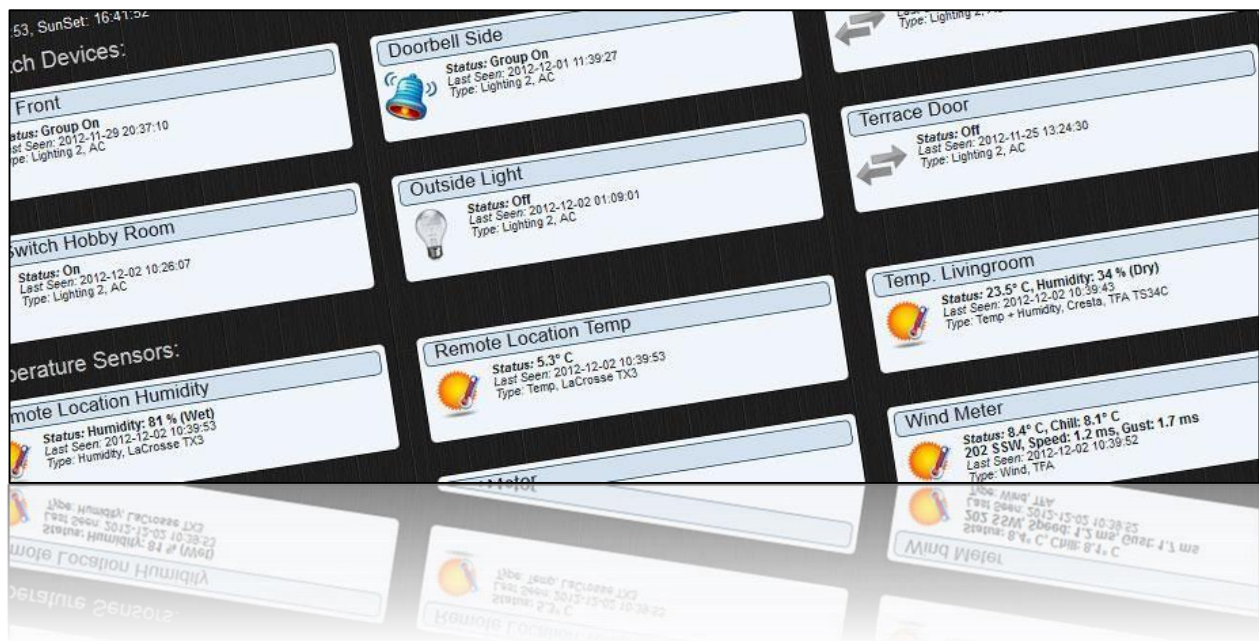 :53, SunSet: 16:41:52
ch Devices:
Front
atus: Group On
ast Seen: 2012-11-29 20:37:10
ype: Lighting 2, AC
Doorbell Side
Status: Group On
Last Seen: 2012-12-01 11:39:27
Type: Lighting 2, AC
Switch Hobby Room
Status: On
Last Seen: 2012-12-02 10:26:07
Type: Lighting 2, AC
Outside Light
Status: Off
Last Seen: 2012-12-02 01:09:01
Type: Lighting 2, AC
Terrace Door
Status: Off
Last Seen: 2012-11-25 13:24:30
Type: Lighting 2, AC
perature Sensors:
mote Location Humidity
Status: Humidity: 81 % (Wet)
Last Seen: 2012-12-02 10:39:53
Type: Humidity, LaCrosse TX3
Remote Location Temp
Status: 5.3° C
Last Seen: 2012-12-02 10:39:53
Type: Temp, LaCrosse TX3
Temp. Livingroom
Status: 23.5° C, Humidity: 34 % (Dry)
Last Seen: 2012-12-02 10:39:43
Type: Temp + Humidity, Cresta, TFA TS34C
Wind Meter
Status: 8.4° C, Chill: 8.1° C
202 SSW, Speed: 1.2 ms, Gust: 1.7 ms
Last Seen: 2012-12-02 10:39:52
Type: Wind, TFA